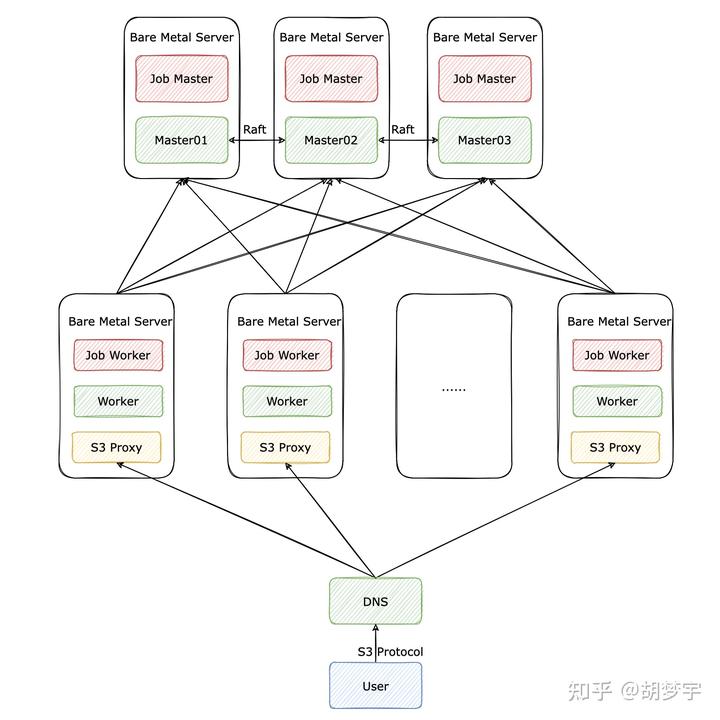 Bare Metal Server Bare Metal Server Bare Metal Server
Job Master Job Master Job Master
Raft Raft
Master01 Master02 Master03
Bare Metal Server Bare Metal Server Bare Metal Server
Job Worker Job Worker Job Worker
......
Worker Worker Worker
S3 Proxy S3 Proxy S3 Proxy
DNS
S3 Protocol
User
知乎 @胡梦宇